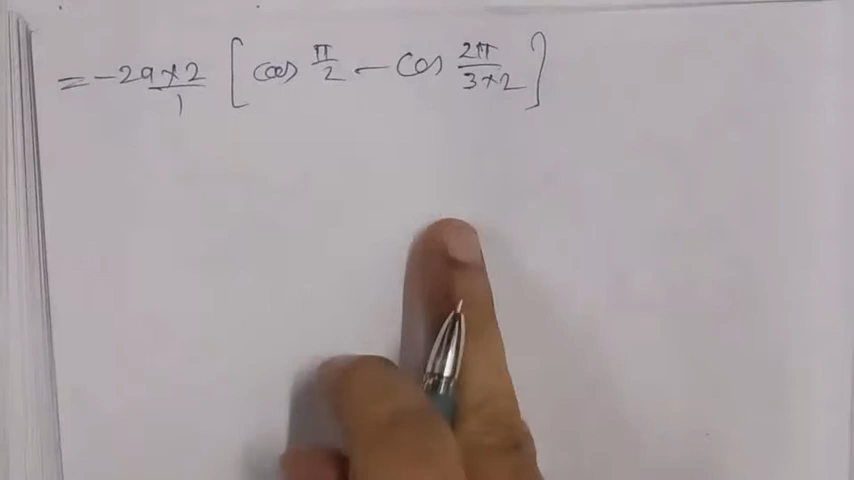 = -2a×2/1 [cos π/2 - cos 2π/3×2]